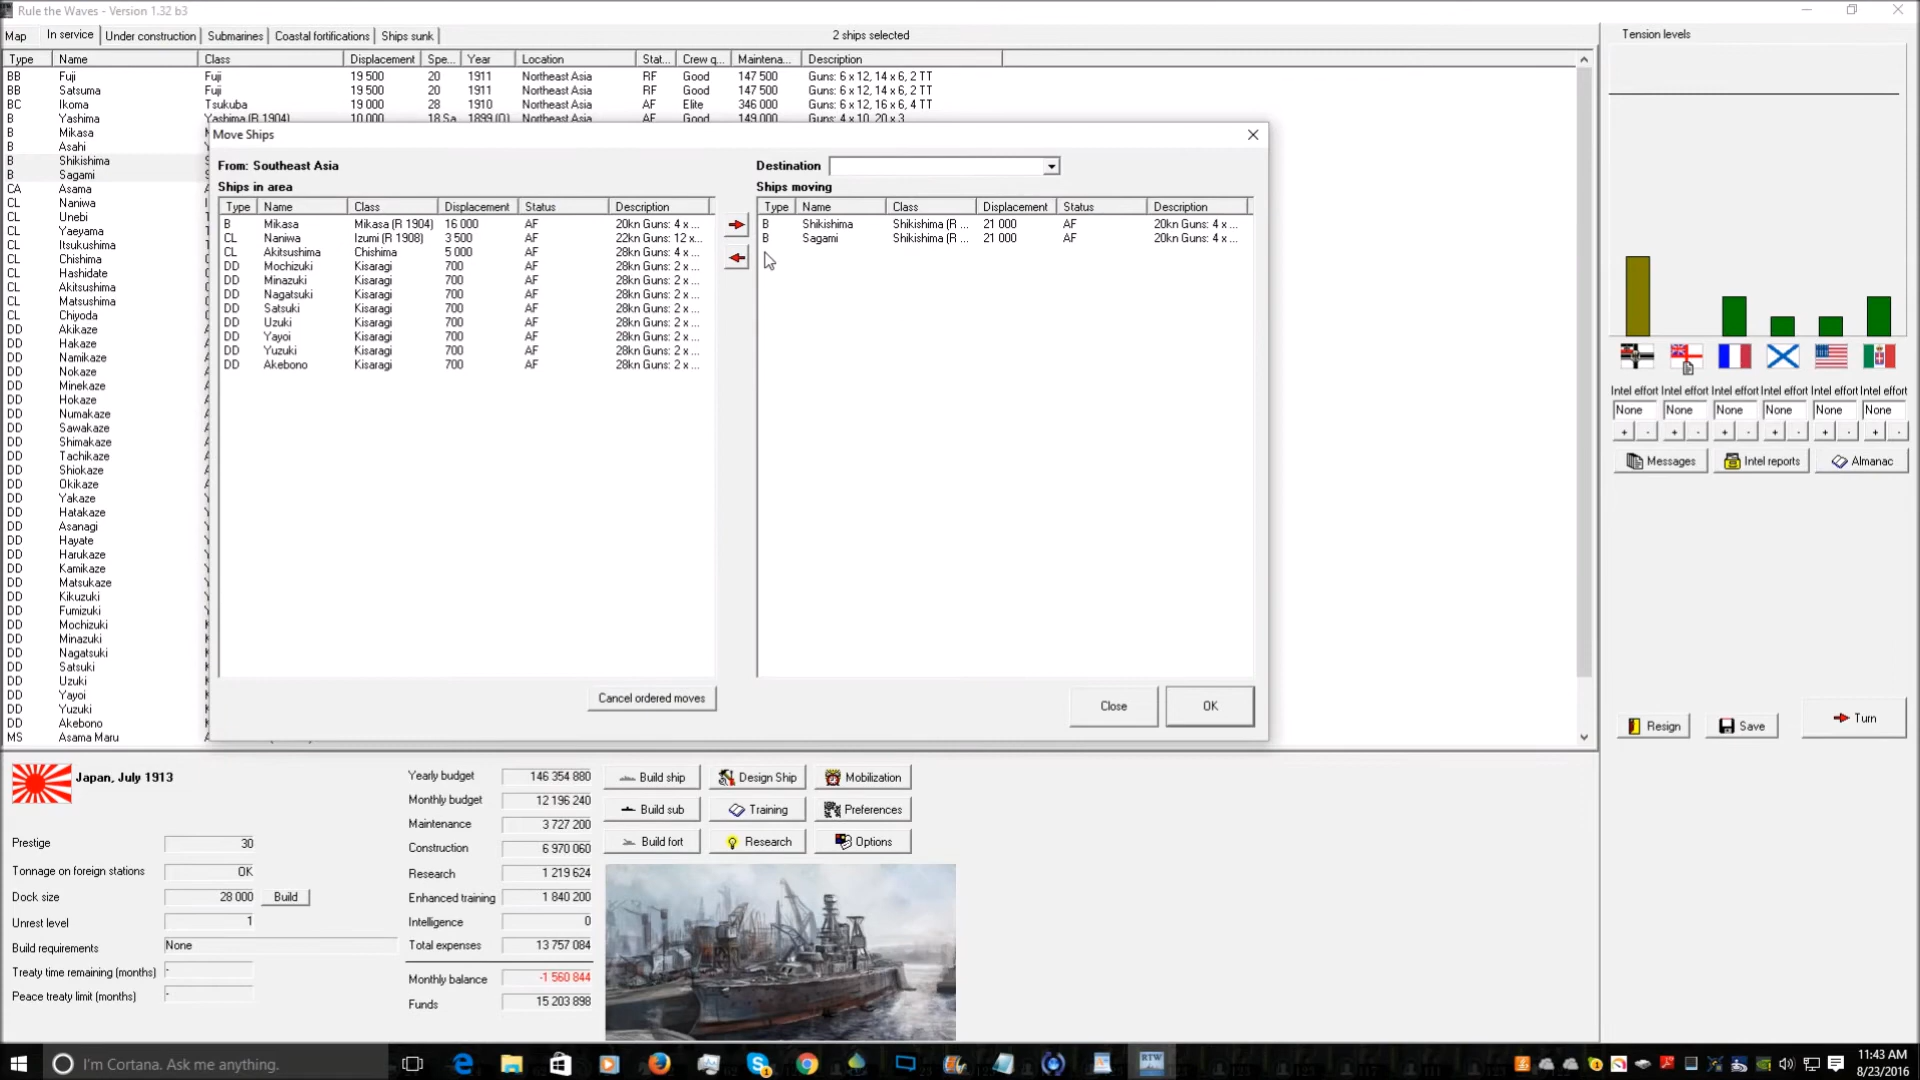 Rule the Waves - Version 1.32 b3
Map In service Under construction Submarines Coastal fortifications Ships sunk 2 ships selected
Type Name Class Displacement Spe... Year Location Stat... Crew q... Maintena... Description
BB Fuji Fuji 19 500 20 1911 Northeast Asia RF Good 147 500 Guns: 6 x 12, 14 x 6, 2 TT
BB Satsuma Fuji 19 500 20 1911 Northeast Asia RF Good 147 500 Guns: 6 x 12, 14 x 6, 2 TT
BC Ikoma Tsukuba 19 000 28 1910 Northeast Asia AF Elite 346 000 Guns: 6 x 12, 16 x 6, 4 TT
B Yashima Yashima (R 1904) 10 000 18 Sa 1899 (O) Northeast Asia AF Good 149 000 Guns: 4 x 10, 20 x 3
B Mikasa
B Asahi
B Shikishima
B Sagami
CA Asama
CL Naniwa
CL Unebi
CL Yaeyama
CL Itsukushima
CL Chishima
CL Hashidate
CL Akitsushima
CL Matsushima
CL Chiyoda
DD Akikaze
DD Hakaze
DD Namikaze
DD Nokaze
DD Minekaze
DD Hokaze
DD Numakaze
DD Sawakaze
DD Shimakaze
DD Tachikaze
DD Shiokaze
DD Okikaze
DD Yakaze
DD Hatakaze
DD Asanagi
DD Hayate
DD Harukaze
DD Kamikaze
DD Matsukaze
DD Kikuzuki
DD Fumizuki
DD Mochizuki
DD Minazuki
DD Nagatsuki
DD Satsuki
DD Uzuki
DD Yayoi
DD Yuzuki
DD Akebono
MS Asama Maru
Move Ships
From: Southeast Asia
Ships in area
Type Name Class Displacement Status Description
B Mikasa Mikasa (R 1904) 16 000 AF 20kn Guns: 4 x ...
CL Naniwa Izumi (R 1908) 3 500 AF 22kn Guns: 12 x...
CL Akitsushima Chishima 5 000 AF 28kn Guns: 4 x ...
DD Mochizuki Kisaragi 700 AF 28kn Guns: 2 x ...
DD Minazuki Kisaragi 700 AF 28kn Guns: 2 x ...
DD Nagatsuki Kisaragi 700 AF 28kn Guns: 2 x ...
DD Satsuki Kisaragi 700 AF 28kn Guns: 2 x ...
DD Uzuki Kisaragi 700 AF 28kn Guns: 2 x ...
DD Yayoi Kisaragi 700 AF 28kn Guns: 2 x ...
DD Yuzuki Kisaragi 700 AF 28kn Guns: 2 x ...
DD Akebono Kisaragi 700 AF 28kn Guns: 2 x ...
Cancel ordered moves
Destination
Ships moving
Type Name Class Displacement Status Description
B Shikishima Shikishima (R ... 21 000 AF 20kn Guns: 4 x ...
B Sagami Shikishima (R ... 21 000 AF 20kn Guns: 4 x ...
Close OK
Tension levels
Intel effort Intel effort Intel effort Intel effort Intel effort Intel effort
None None None None None None
+ - + - + - + - + - + -
Messages Intel reports Almanac
Resign Save Turn
Japan, July 1913
Prestige 30
Tonnage on foreign stations OK
Dock size 28 000 Build
Unrest level 1
Build requirements None
Treaty time remaining (months) -
Peace treaty limit (months) -
Yearly budget 146 354 880
Monthly budget 12 196 240
Maintenance 3 727 200
Construction 6 970 060
Research 1 219 624
Enhanced training 1 840 200
Intelligence 0
Total expenses 13 757 084
Monthly balance -1 560 844
Funds 15 203 898
Build ship Design Ship Mobilization
Build sub Training Preferences
Build fort Research Options
I'm Cortana. Ask me anything.
RTW
11:43 AM
8/23/2016